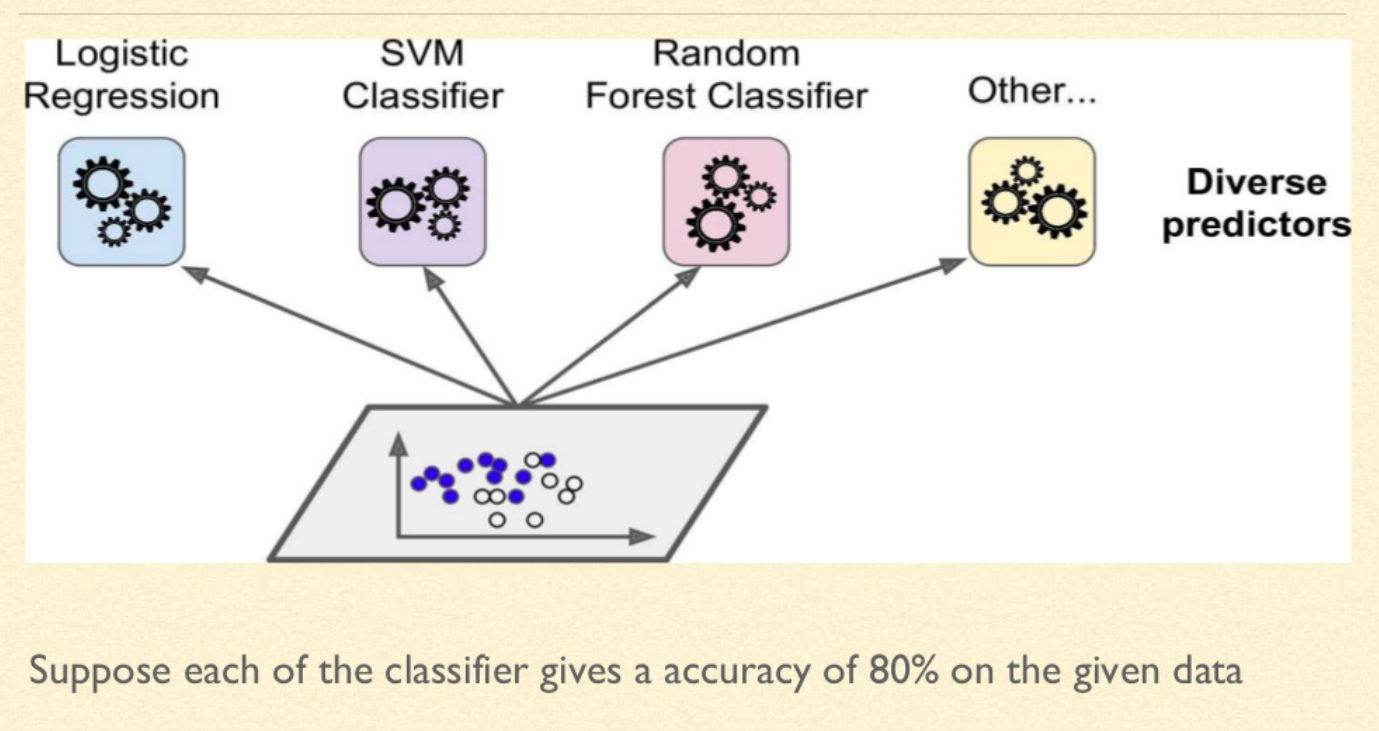 Logistic
Regression
SVM
Classifier
Random
Forest Classifier
Other...
Diverse
predictors
Suppose each of the classifier gives a accuracy of 80% on the given data